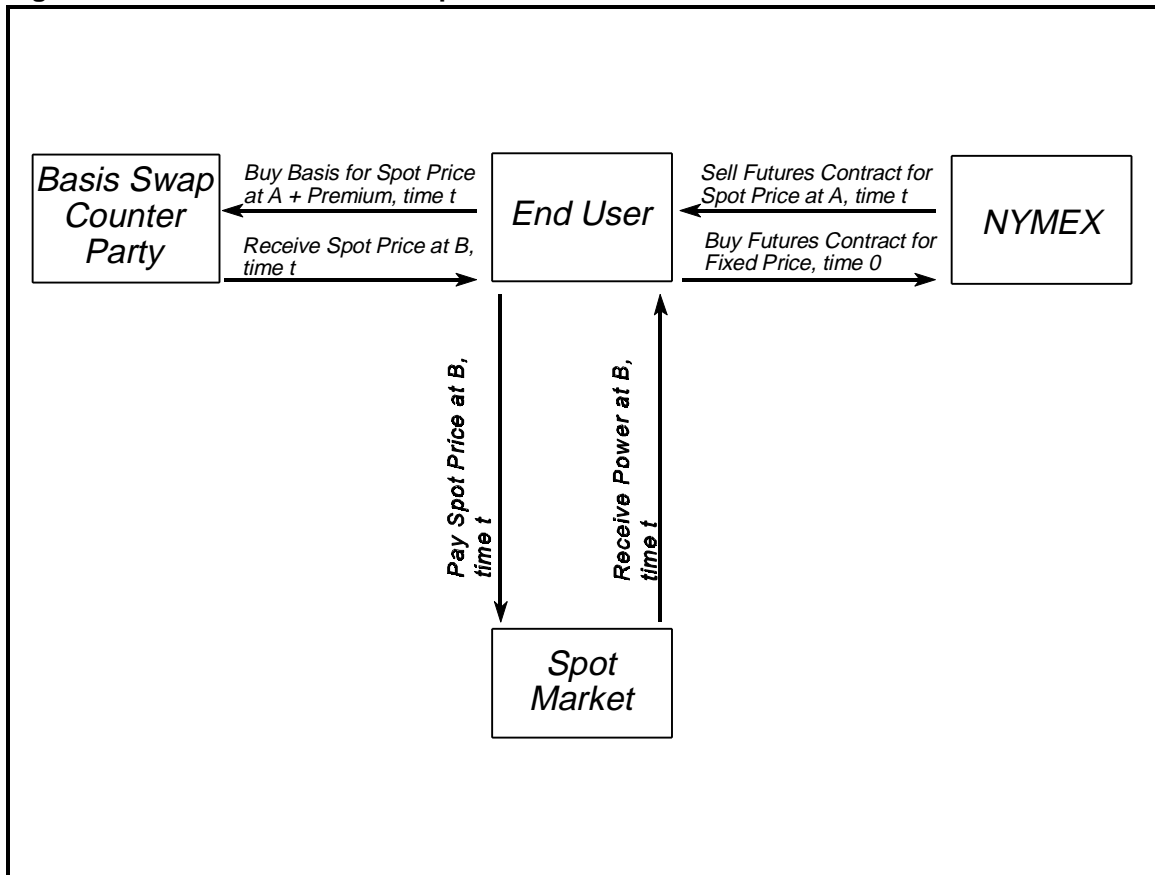 Basis Swap
Counter
Party
Buy Basis for Spot Price
at A + Premium, time t
Receive Spot Price at B,
time t
End User
Sell Futures Contract for
Spot Price at A, time t
Buy Futures Contract for
Fixed Price, time 0
NYMEX
Pay Spot Price at B,
time t
Receive Power at B,
time t
Spot
Market